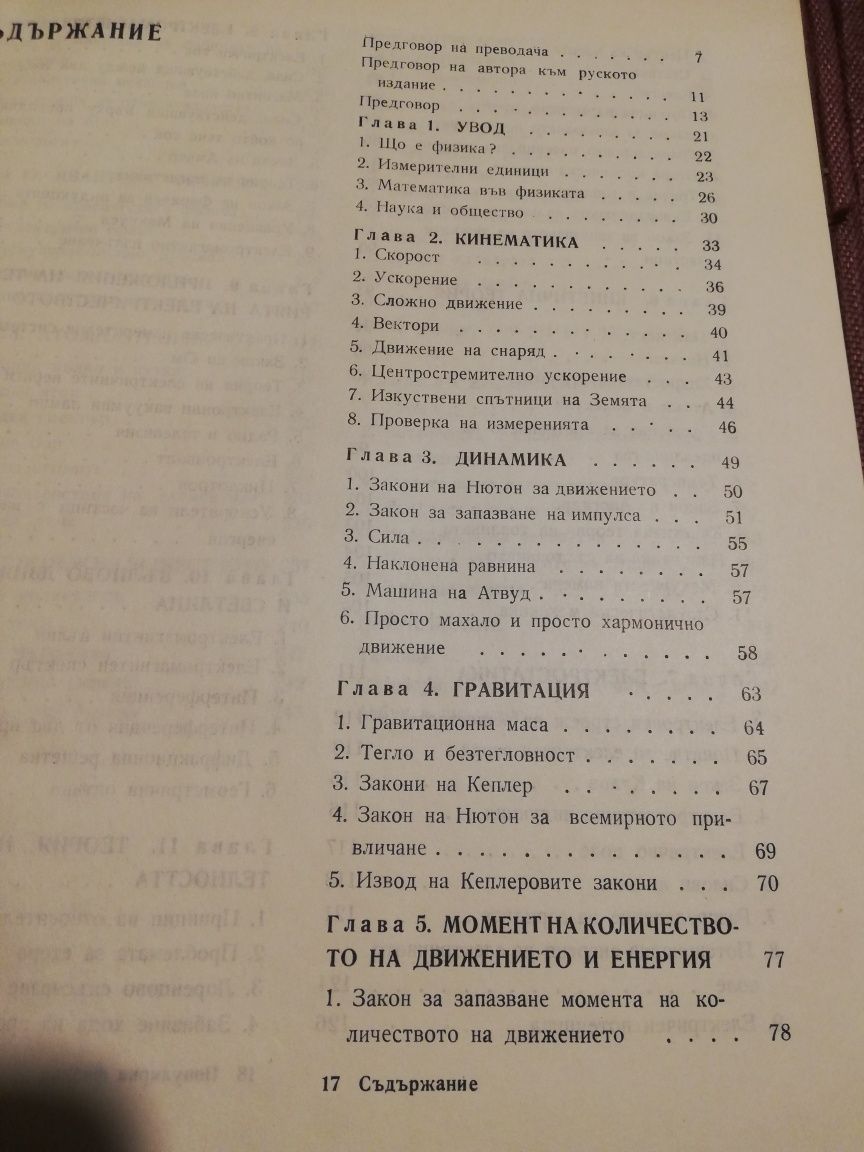 ДЪРЖАНИЕ
Предговор на преводача . . . . . . . 7
Предговор на автора към руското
издание . . . . . . . . . . . . . 11
Предговор . . . . . . . . . . . . 13
Глава 1. УВОД . . . . . . . . . 21
1. Що е физика? . . . . . . . . . . 22
2. Измерителни единици . . . . . . . 23
3. Математика във физиката . . . . . 26
4. Наука и общество . . . . . . . . 30
Глава 2. КИНЕМАТИКА . . . . . 33
1. Скорост . . . . . . . . . . . 34
2. Ускорение . . . . . . . . . . . 36
3. Сложно движение . . . . . . . . 39
4. Вектори . . . . . . . . . . . 40
5. Движение на снаряд . . . . . . . 41
6. Центростремително ускорение . . . 43
7. Изкуствени спътници на Земята . . 44
8. Проверка на измеренията . . . . . 46
Глава 3. ДИНАМИКА . . . . . . 49
1. Закони на Нютон за движението . . 50
2. Закон за запазване на импулса . . . 51
3. Сила . . . . . . . . . . . . . 55
4. Наклонена равнина . . . . . . . . 57
5. Машина на Атвуд . . . . . . . . . 57
6. Просто махало и просто хармонично
движение . . . . . . . . . . . 58
Глава 4. ГРАВИТАЦИЯ . . . . . 63
1. Гравитационна маса . . . . . . . 64
2. Тегло и безтегловност . . . . . . . 65
3. Закони на Кеплер . . . . . . . . 67
4. Закон на Нютон за всемирното при-
вличане . . . . . . . . . . . . . 69
5. Извод на Кеплеровите закони . . . 70
Глава 5. МОМЕНТ НА КОЛИЧЕСТВО-
ТО НА ДВИЖЕНИЕТО И ЕНЕРГИЯ 77
1. Закон за запазване момента на ко-
личеството на движението . . . . 78
17 Съдържание